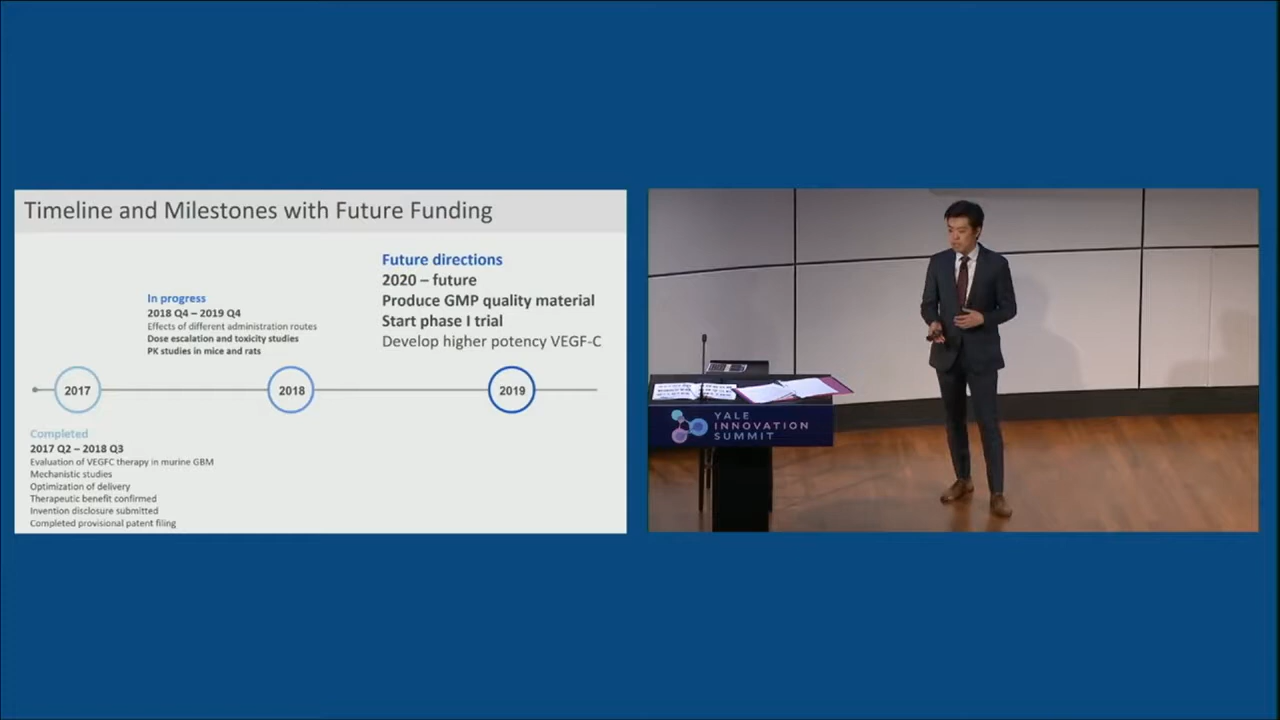 Timeline and Milestones with Future Funding
Future directions
2020 – future
Produce GMP quality material
Start phase I trial
Develop higher potency VEGF-C
In progress
2018 Q4 – 2019 Q4
Effects of different administration routes
Dose escalation and toxicity studies
PK studies in mice and rats
2017
2018
2019
Completed
2017 Q2 – 2018 Q3
Evaluation of VEGFC therapy in murine GBM
Mechanistic studies
Optimization of delivery
Therapeutic benefit confirmed
Invention disclosure submitted
Completed provisional patent filing
YALE
INNOVATION
SUMMIT